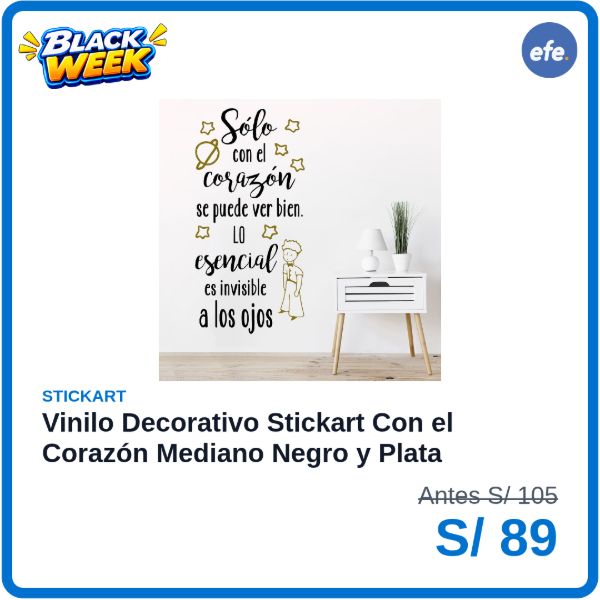 BLACK
WEEK
efe.
Sólo
con el
corazón
se puede ver bien.
LO
esencial
es invisible
a los ojos
STICKART
Vinilo Decorativo Stickart Con el
Corazón Mediano Negro y Plata
Antes S/ 105
S/ 89